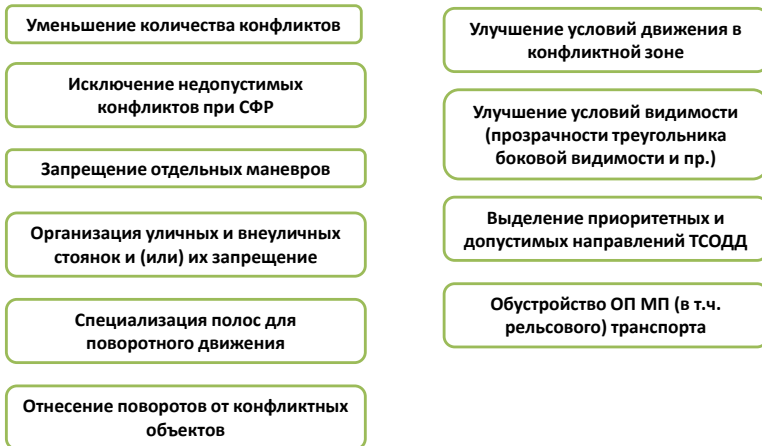 Уменьшение количества конфликтов
Исключение недопустимых
конфликтов при СФР
Запрещение отдельных маневров
Организация уличных и внеуличных
стоянок и (или) их запрещение
Специализация полос для
поворотного движения
Отнесение поворотов от конфликтных
объектов
Улучшение условий движения в
конфликтной зоне
Улучшение условий видимости
(прозрачности треугольника
боковой видимости и пр.)
Выделение приоритетных и
допустимых направлений ТСОДД
Обустройство ОП МП (в т.ч.
рельсового) транспорта